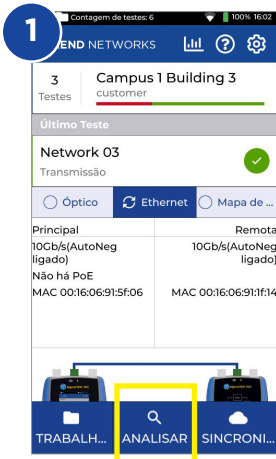 1
Contagem de testes: 6
100% 16:02
END NETWORKS
3
Testes
Campus 1 Building 3
customer
Último Teste
Network 03
Transmissão
Óptico
Ethernet
Mapa de ...
Principal
Remota
10Gb/s(AutoNeg
ligado)
10Gb/s(AutoNeg
ligado)
Não há PoE
MAC 00:16:06:91:5f:06
MAC 00:16:06:91:1f:14
TRABALH...
ANALISAR
SINCRONI...